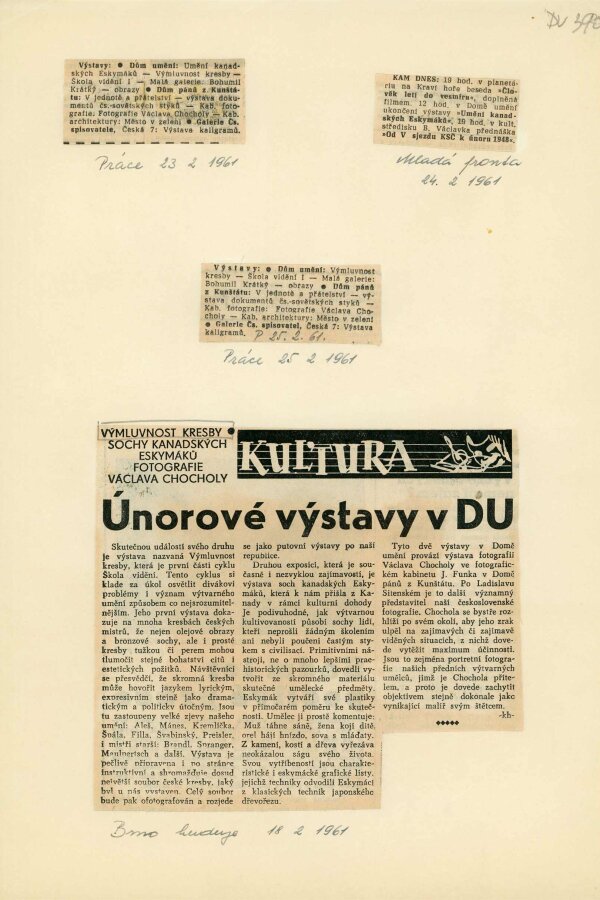 DU
Výstavy: ● Dům umění: Umění kanad-
ských Eskymáků — Výmluvnost kresby —
Škola vidění I — Malá galerie: Bohumil
Krátký — obrazy ● Dům pánů z Kunštá-
tu: V jednotě a přátelství — výstava doku-
mentů čs.-sovětských styků — Kab. foto-
grafie: Fotografie Václava Chocholy — Kab.
architektury: Město v zeleni ● Galerie Čs.
spisovatele, Česká 7: Výstava kaligramů.
Práce 23 2 1961
KAM DNES: 19 hod. v planetá-
riu na Kraví hoře beseda »Člo-
věk letí do vesmíru«, doplněná
filmem. 12 hod. v Domě umění
ukončení výstavy »Umění kanad-
ských Eskymáků«. 19 hod. v kult.
středisku B. Václavka přednáška
»Od V sjezdu KSČ k únoru 1948«.
Mladá fronta
24. 2 1961
Výstavy: ● Dům umění: Výmluvnost
kresby — Škola vidění I — Malá galerie:
Bohumil Krátký — obrazy ● Dům pánů
z Kunštátu: V jednotě a přátelství — vý-
stava dokumentů čs.-sovětských styků —
Kab. fotografie: Fotografie Václava Cho-
choly — Kab. architektury: Město v zeleni
● Galerie Čs. spisovatel, Česká 7: Výstava
kaligramů. P 25. 2. 61.
Práce 25 2 1961
VÝMLUVNOST KRESBY ●
SOCHY KANADSKÝCH
ESKYMÁKŮ
FOTOGRAFIE
VÁCLAVA CHOCHOLY
KULTURA
Únorové výstavy v DU
Skutečnou událostí svého druhu
je výstava nazvaná Výmluvnost
kresby, která je první částí cyklu
Škola vidění. Tento cyklus si
klade za úkol osvětlit divákovi
problémy i význam výtvarného
umění způsobem co nejsrozumitel-
nějším. Jeho první výstava doka-
zuje na mnoha kresbách českých
mistrů, že nejen olejové obrazy
a bronzové sochy, ale i prosté
kresby tužkou či perem mohou
tlumočit stejné bohatství citů i
estetických požitků. Návštěvníci
se přesvědčí, že skromná kresba
může hovořit jazykem lyrickým,
expresivním stejně jako drama-
tickým a politicky útočným. Jsou
tu zastoupeny velké zjevy našeho
umění: Aleš, Mánes, Kremlička,
Špála, Filla, Švabinský, Preisler,
i mistři starší: Brandl, Spranger,
Maulpertsch a další. Výstava je
pečlivě připravena i po stránce
instruktivní a shromažďuje dosud
největší soubor české kresby, jaký
byl u nás vystaven. Celý soubor
bude pak ofotografován a rozjede
se jako putovní výstava po naší
republice.
Druhou expozicí, která je sou-
časně i nezvykle zajímavostí, je
výstava soch kanadských Eskymá-
ků, která k nám přišla z Ka-
nady v rámci kulturní dohody
Je podivuhodné, jak výtvarnou
kultivovaností působí sochy lidí,
kteří neprošli žádným školením
ani nebyli poučeni častým sty-
kem s civilisací. Primitivními ná-
stroji, ne o mnoho lepšími prae-
historických pazourků, dovedli vy-
tvořit ze skromného materiálu
skutečné umělecké předměty.
Eskymák vytváří své plastiky
v přímočarém poměru ke skuteč-
nosti. Umělec ji prostě komentuje:
Muž táhne sáně, žena kojí dítě,
orel hájí hnízdo, sova s mláďaty.
Z kamení, kostí a dřeva vyřezává
neokázalou ságu svého života.
Svou vytříbeností jsou charakte-
ristické i eskymácké grafické listy,
jejichž techniky odvodili Eskymáci
z klasických technik japonského
dřevořezu.
Tyto dvě výstavy v Domě
umění provází výstava fotografií
Václava Chocholy ve fotografic-
kém kabinetu J. Funka v Domě
pánů z Kunštátu. Po Ladislavu
Sitenském je to další významný
představitel naší československé
fotografie. Chochola se bystře roz-
hlíží po svém okolí, aby jeho zrak
ulpěl na zajímavých či zajímavě
viděných situacích, z nichž dove-
de vytěžit maximum účinnosti.
Jsou to zejména portretní fotogra-
fie našich předních výtvarných
umělců, jimž je Chochola příte-
lem, a proto je dovede zachytit
objektivem stejně dokonale jako
vynikající malíř svým štětcem.
-kh-
Brno 18 2 1961